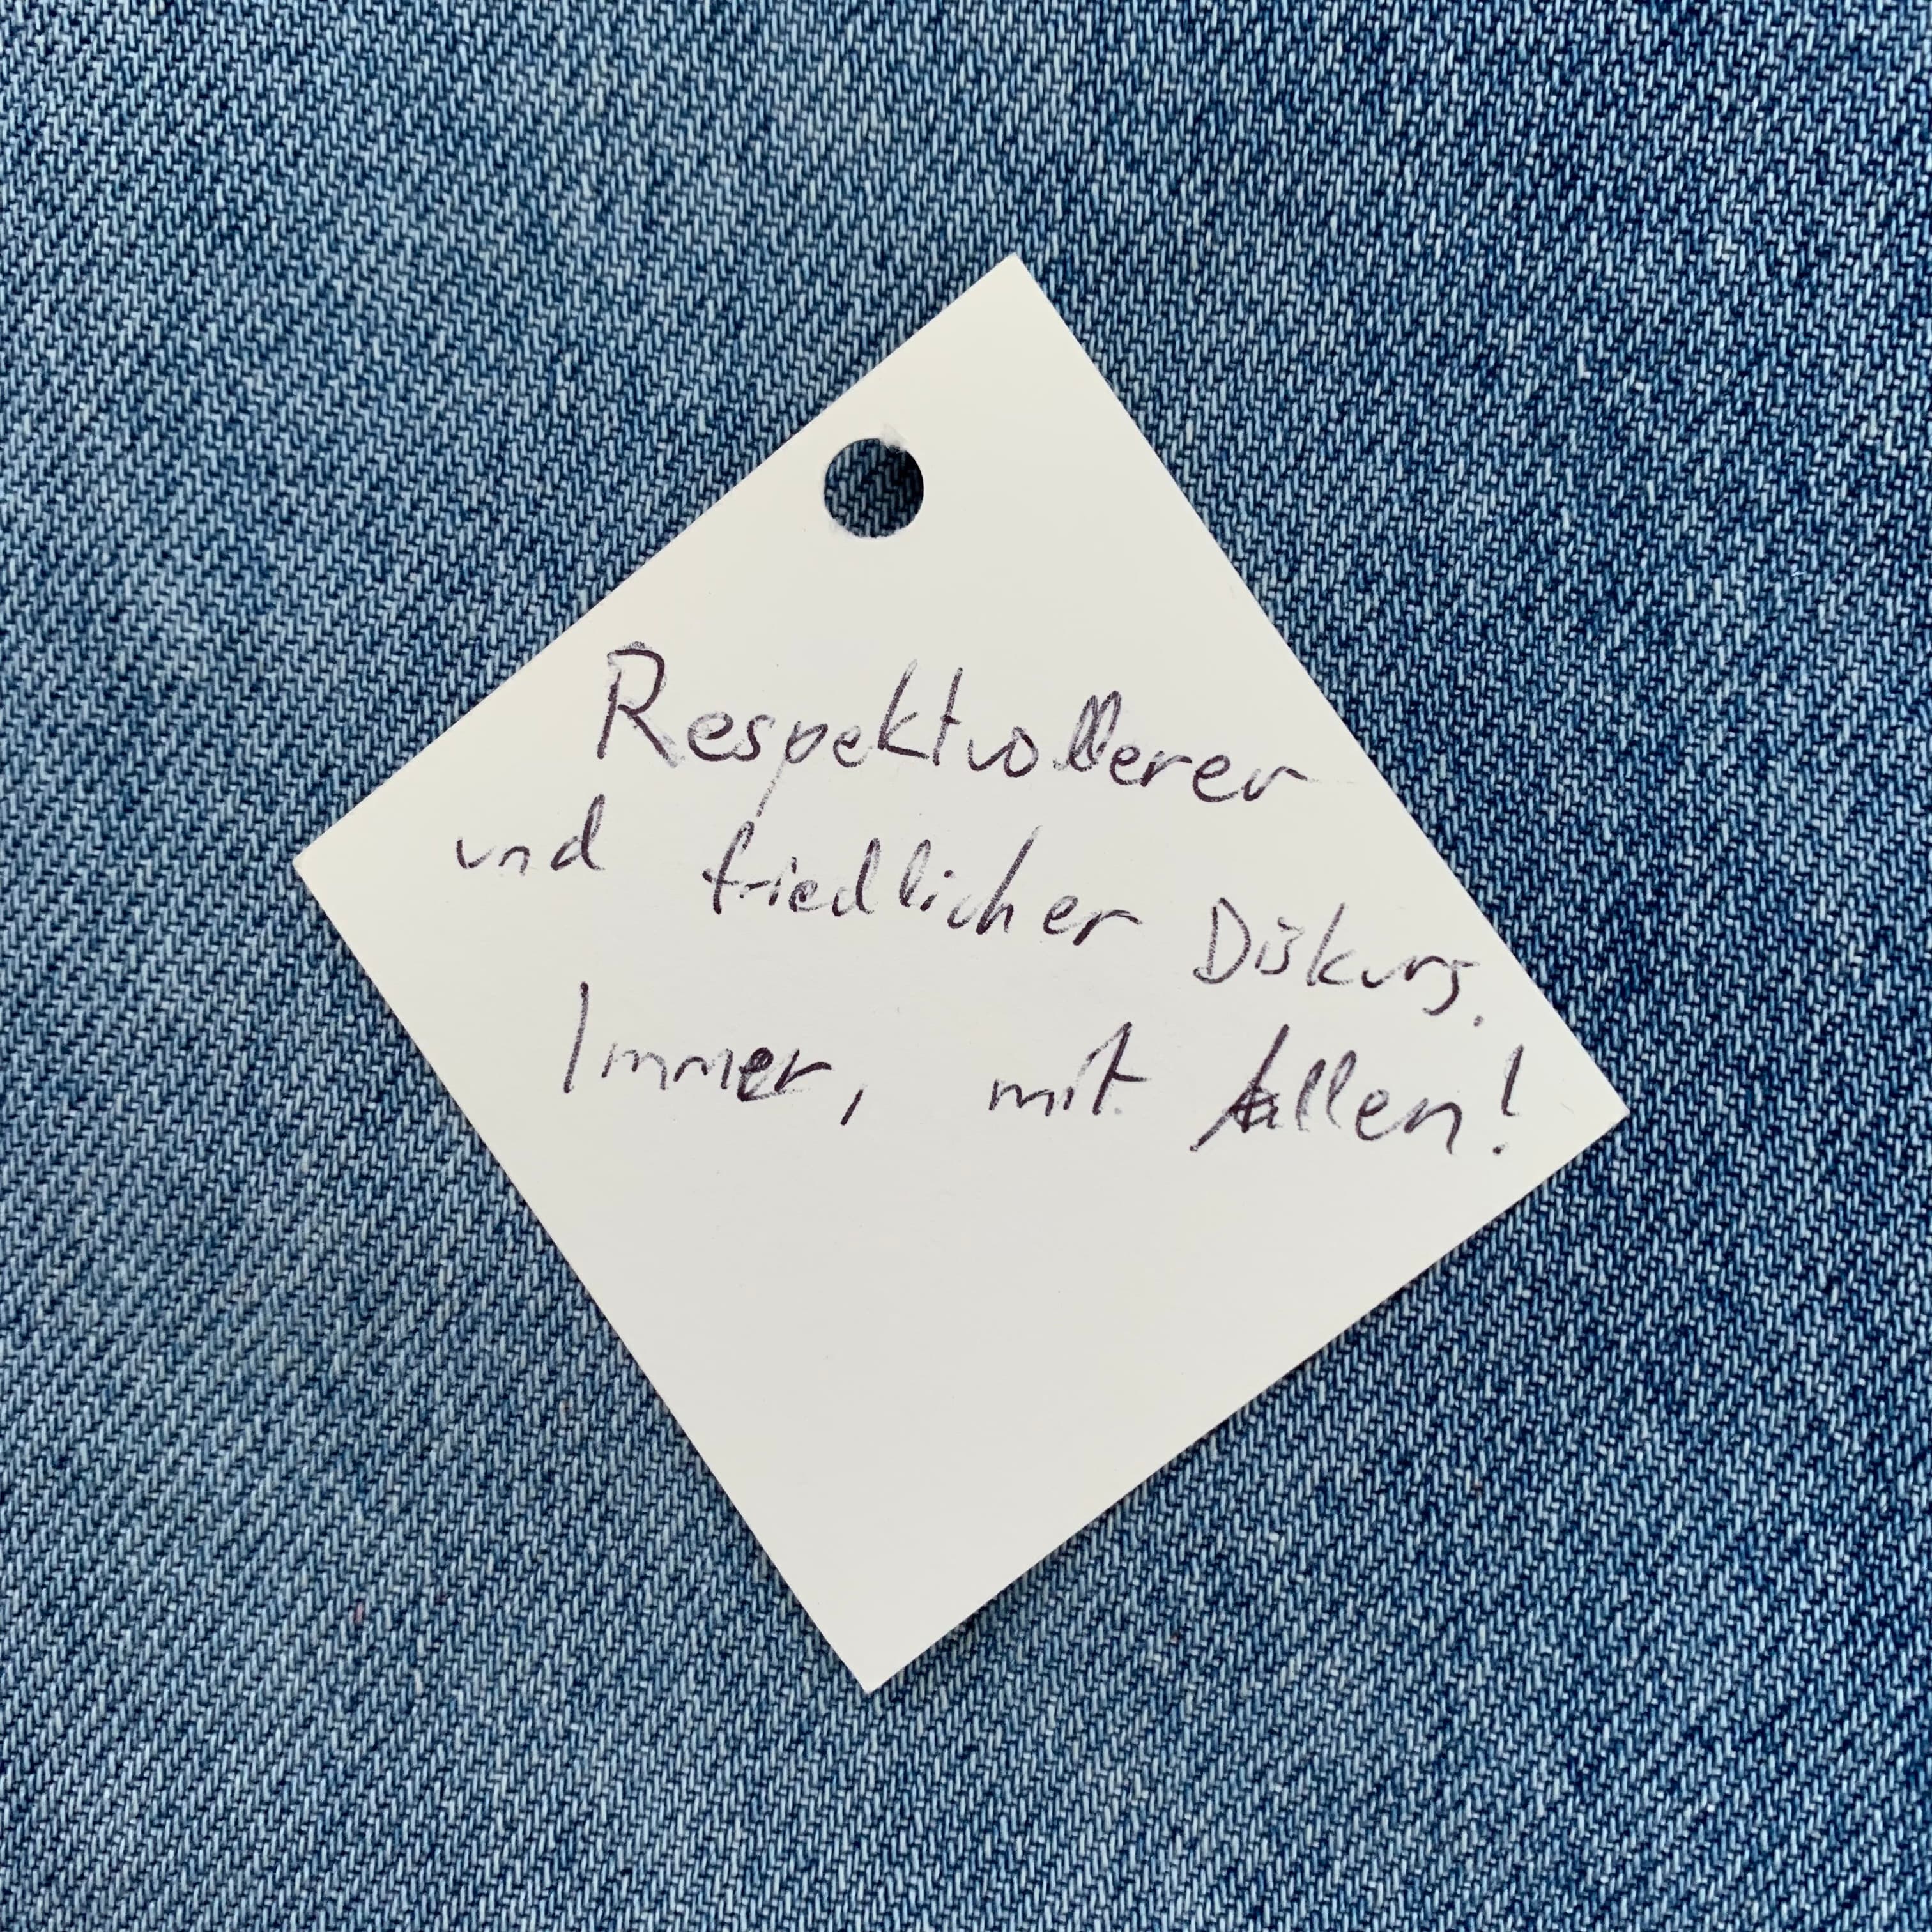 Respektvollerer
und friedlicher Diskurs.
Immer, mit Allen!